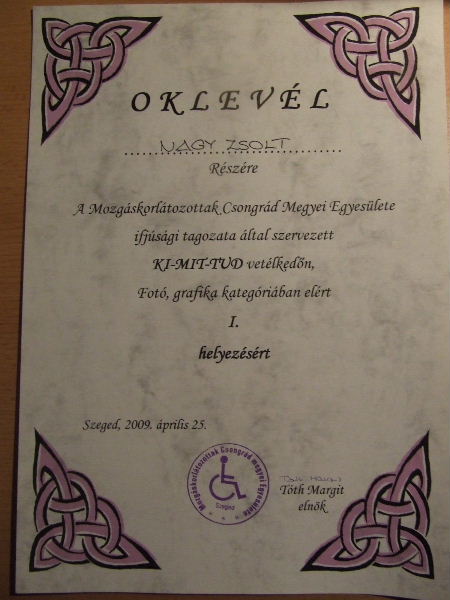 OKLEVÉL
NAGY ZSOLT
Részére
A Mozgáskorlátozottak Csongrád Megyei Egyesülete
ifjúsági tagozata által szervezett
KI-MIT-TUD vetélkedőn,
Fotó, grafika kategóriában elért
I.
helyezésért
Szeged, 2009. április 25.
Mozgáskorlátozottak Csongrád megyei Egyesülete
Szeged
Tóth Margit
elnök